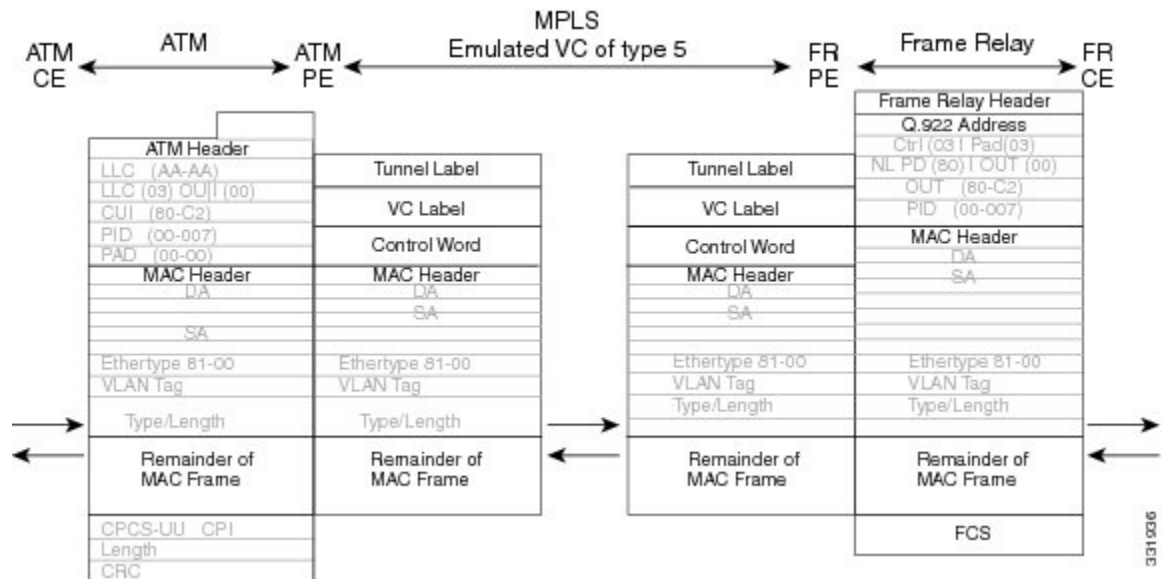 MPLS
Emulated VC of type 5
ATM CE
ATM
ATM PE
FR PE
Frame Relay
FR CE
ATM Header
LLC (AA-AA)
LLC (03) OU|I (00)
CUI (80-C2)
PID (00-007)
PAD (00-00)
MAC Header
DA
SA
Ethertype 81-00
VLAN Tag
Type/Length
Remainder of
MAC Frame
CPCS-UU CPI
Length
CRC
Tunnel Label
VC Label
Control Word
MAC Header
DA
SA
Ethertype 81-00
VLAN Tag
Type/Length
Remainder of
MAC Frame
Tunnel Label
VC Label
Control Word
MAC Header
DA
SA
Ethertype 81-00
VLAN Tag
Type/Length
Remainder of
MAC Frame
Frame Relay Header
Q.922 Address
Ctrl (03 I Pad(03)
NL PD (80) I OUT (00)
OUT (80-C2)
PID (00-007)
MAC Header
DA
SA
Ethertype 81-00
VLAN Tag
Type/Length
Remainder of
MAC Frame
FCS
331936